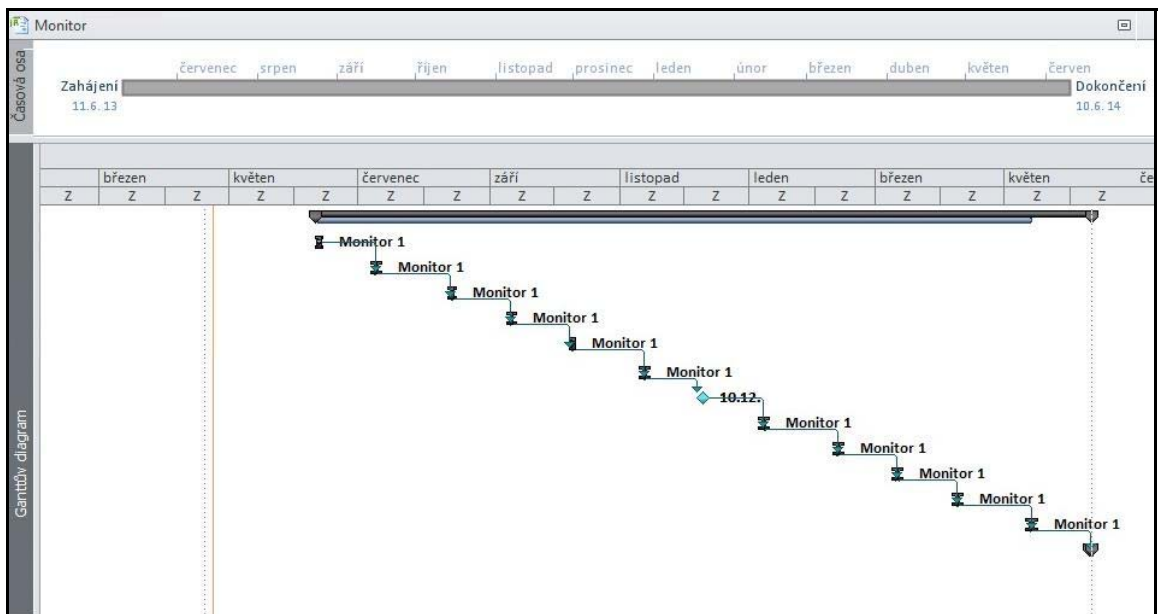 Monitor
Časová osa
červenec srpen září říjen listopad prosinec leden únor březen duben květen červen
Zahájení Dokončení
11.6.13 10.6.14
březen květen červenec září listopad leden březen květen če
Z Z Z Z Z Z Z Z Z Z Z Z Z Z Z Z Z
Monitor 1
Monitor 1
Monitor 1
Monitor 1
Monitor 1
Monitor 1
10.12.
Monitor 1
Monitor 1
Monitor 1
Monitor 1
Monitor 1
Ganttův diagram